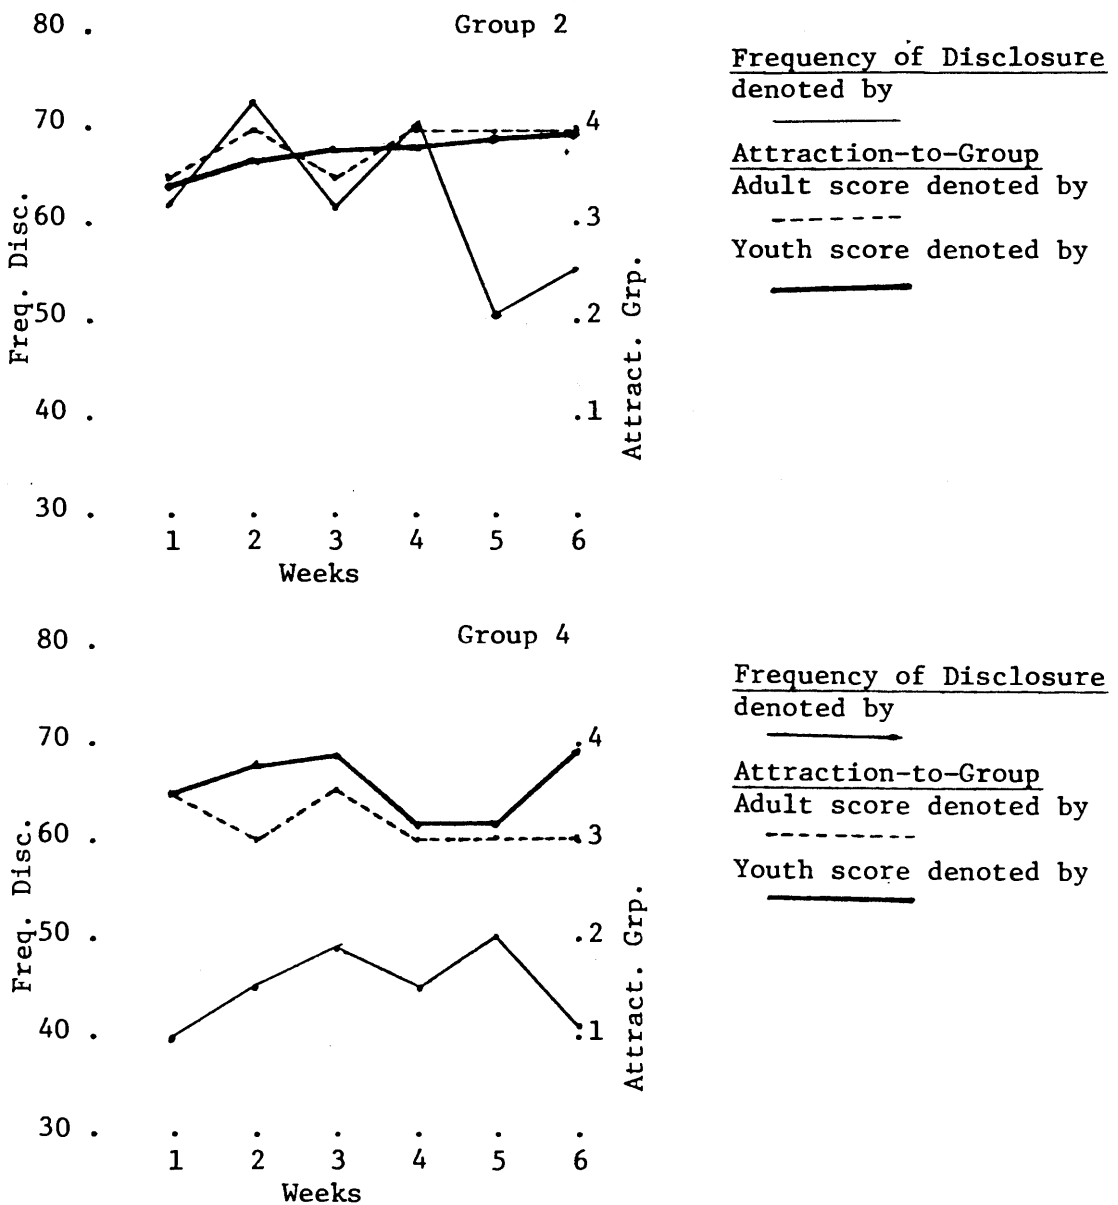 Group 2
80 .
70 .
60 .
50 .
40 .
30 .
Freq. Disc.
.4
.3
.2
.1
Attract. Grp.
1 2 3 4 5 6
Weeks
Frequency of Disclosure
denoted by
Attraction-to-Group
Adult score denoted by
Youth score denoted by
Group 4
80 .
70 .
60 .
50 .
40 .
30 .
Freq. Disc.
.4
.3
.2
.1
Attract. Grp.
1 2 3 4 5 6
Weeks
Frequency of Disclosure
denoted by
Attraction-to-Group
Adult score denoted by
Youth score denoted by